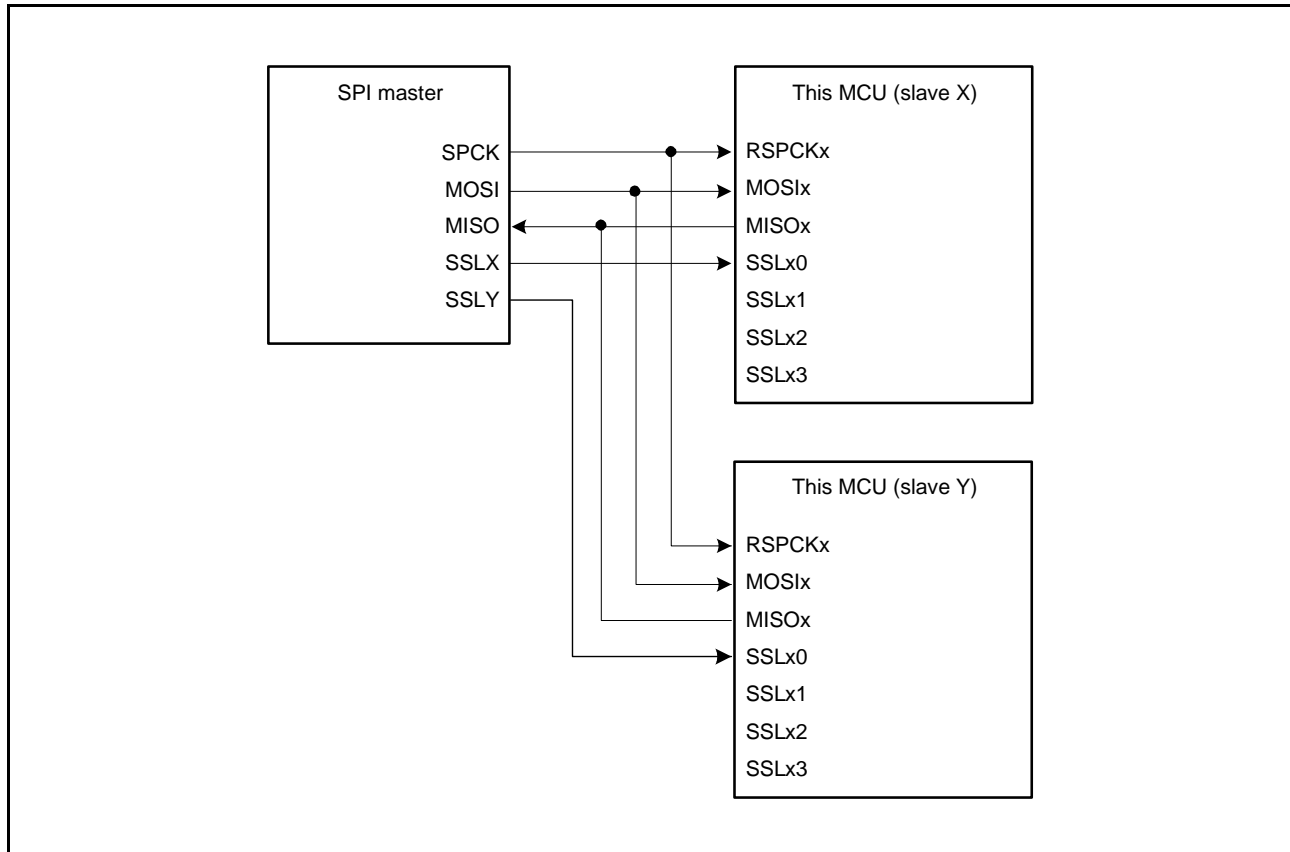 SPI master
SPCK
MOSI
MISO
SSLX
SSLY
This MCU (slave X)
RSPCKx
MOSIx
MISOx
SSLx0
SSLx1
SSLx2
SSLx3
This MCU (slave Y)
RSPCKx
MOSIx
MISOx
SSLx0
SSLx1
SSLx2
SSLx3